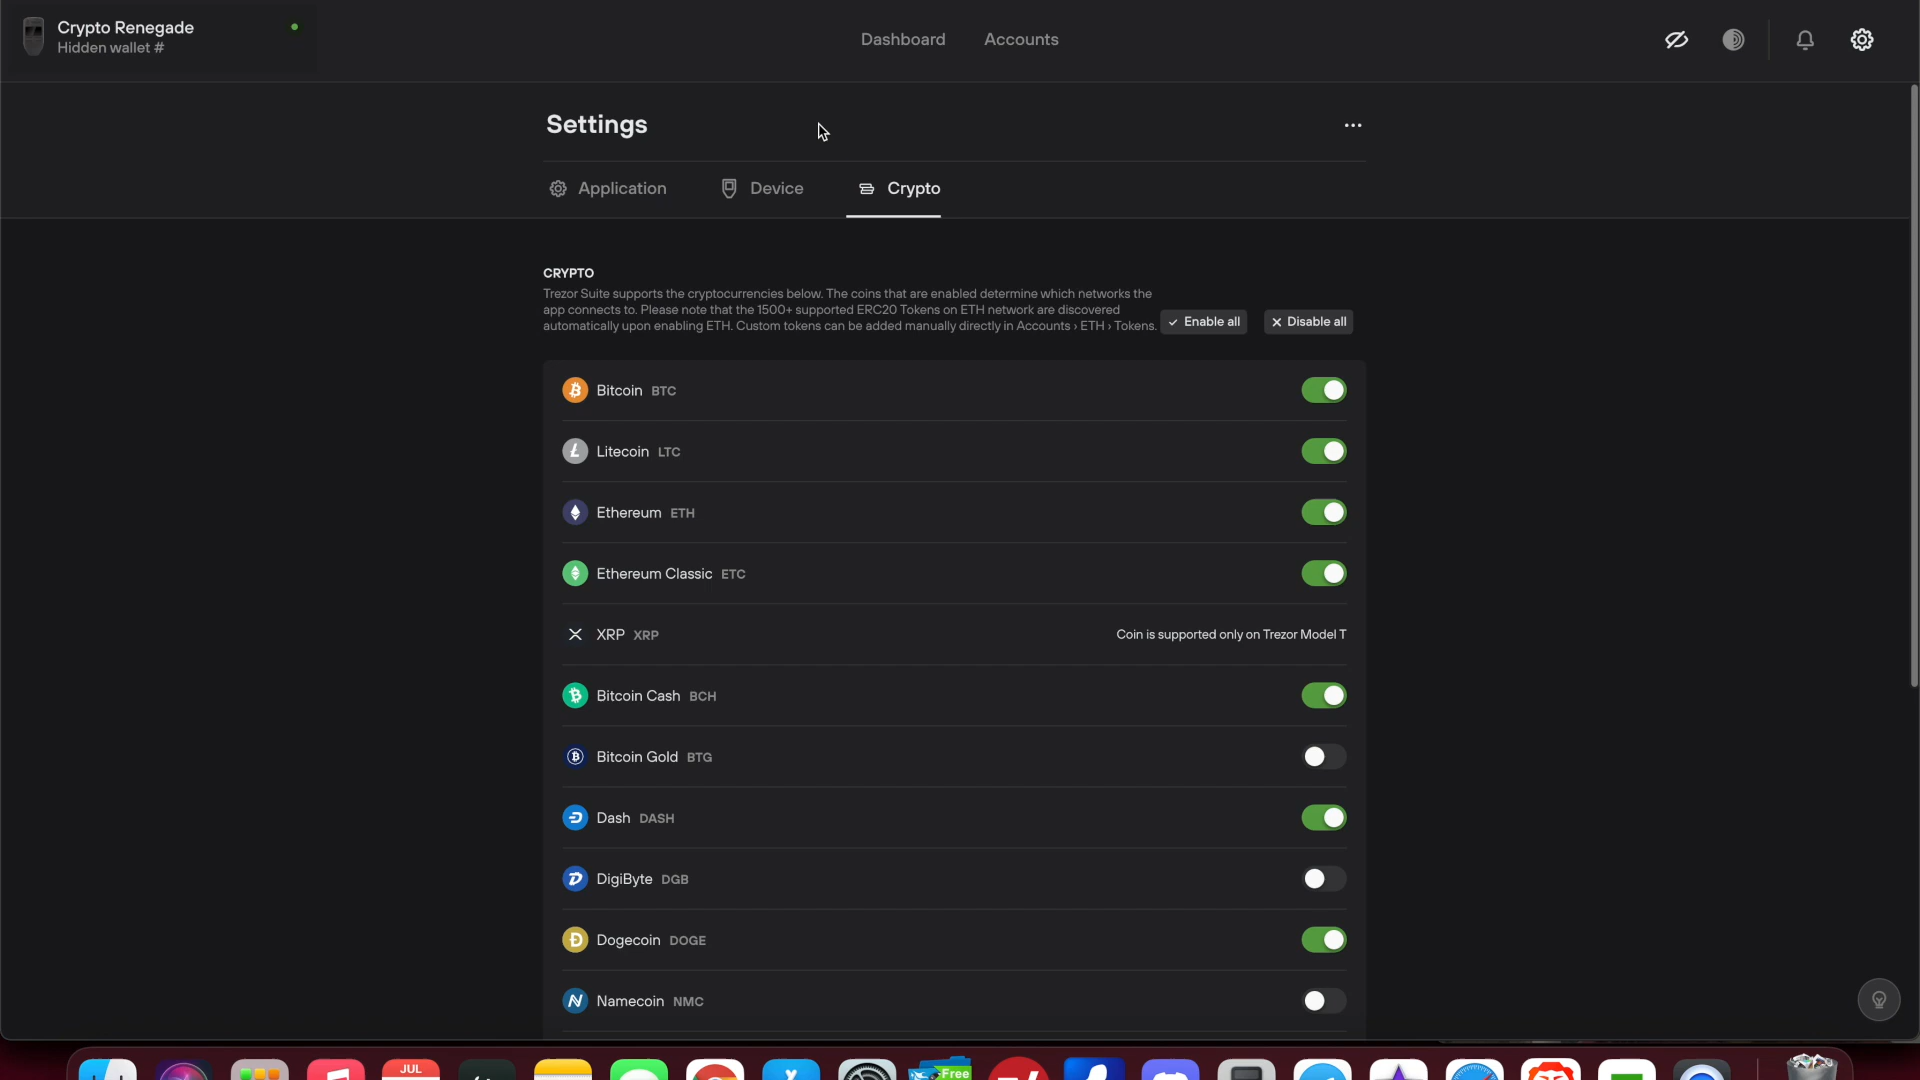 Crypto Renegade
Hidden wallet #
Dashboard
Accounts
Settings
Application
Device
Crypto
CRYPTO
Trezor Suite supports the cryptocurrencies below. The coins that are enabled determine which networks the
app connects to. Please note that the 1500+ supported ERC20 Tokens on ETH network are discovered
automatically upon enabling ETH. Custom tokens can be added manually directly in Accounts › ETH › Tokens.
Enable all
Disable all
Bitcoin BTC
Litecoin LTC
Ethereum ETH
Ethereum Classic ETC
XRP XRP
Coin is supported only on Trezor Model T
Bitcoin Cash BCH
Bitcoin Gold BTG
Dash DASH
DigiByte DGB
Dogecoin DOGE
Namecoin NMC
JUL
Free